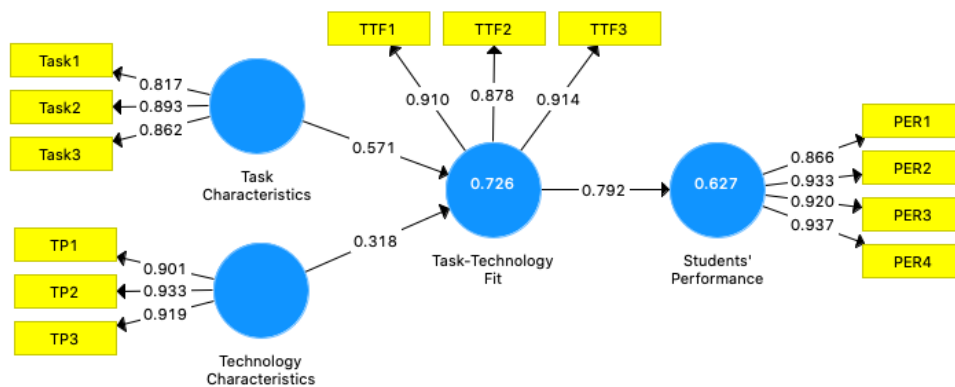 TTF1
TTF2
TTF3
Task1
Task2
Task3
0.817
0.893
0.862
Task
Characteristics
0.910
0.878
0.914
0.571
0.726
Task-Technology
Fit
0.792
0.627
Students'
Performance
0.866
0.933
0.920
0.937
PER1
PER2
PER3
PER4
TP1
TP2
TP3
0.901
0.933
0.919
0.318
Technology
Characteristics